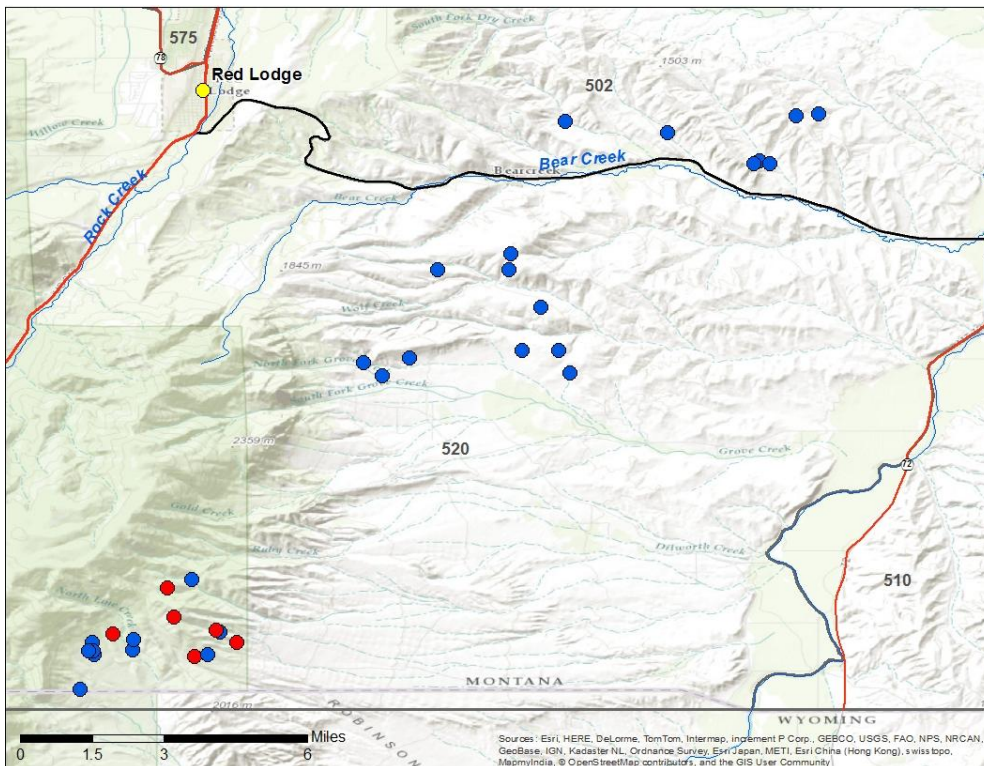 South Fork Dry Creek
575
1503 m
78
Red Lodge
Lodge
502
Willow Creek
Bear Creek
Bearcreek
Bear Creek
Rock Creek
1845 m
Wolf Creek
North Fork Grove
South Fork Grove Creek
2359 m
520
Grove Creek
72
Gold Creek
Ruby Creek
Dilworth Creek
510
North Line Creek
MONTANA
2016 m
WYOMING
ROBINSON
Miles
0 1.5 3 6
Sources: Esri, HERE, DeLorme, TomTom, Intermap, increment P Corp., GEBCO, USGS, FAO, NPS, NRCAN,
GeoBase, IGN, Kadaster NL, Ordnance Survey, Esri Japan, METI, Esri China (Hong Kong), swisstopo,
MapmyIndia, © OpenStreetMap contributors, and the GIS User Community